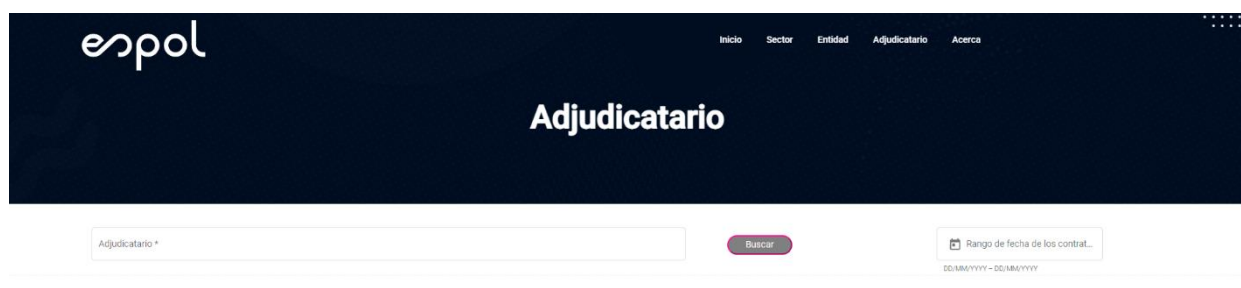 espol
Inicio Sector Entidad Adjudicatario Acerca
Adjudicatario
Adjudicatario *
Buscar
Rango de fecha de los contrat...
DD/MM/YYYY – DD/MM/YYYY